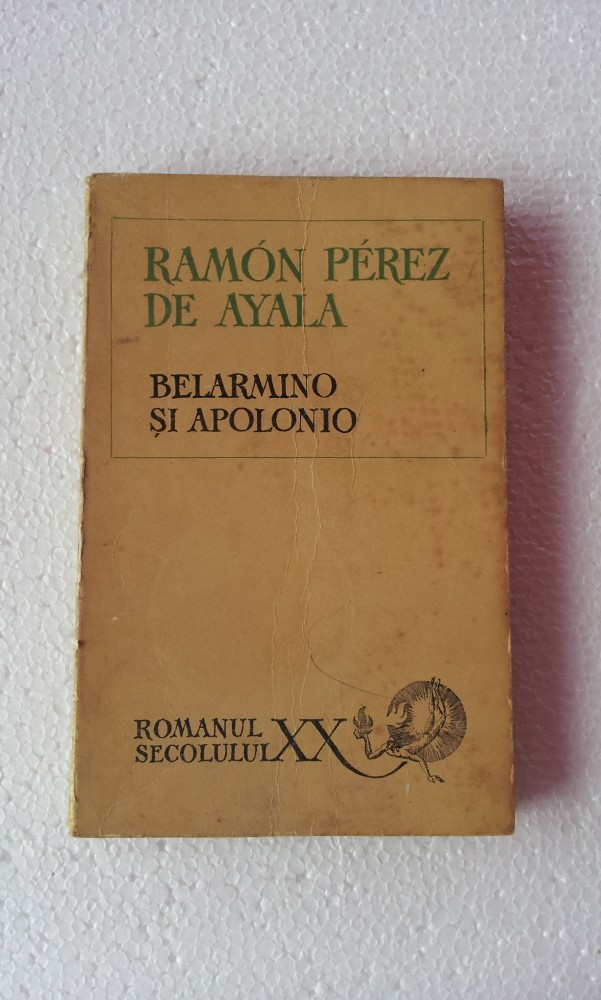 RAMÓN PÉREZ
DE AYALA
BELARMINO
ȘI APOLONIO
ROMANUL
SECOLULUI XX